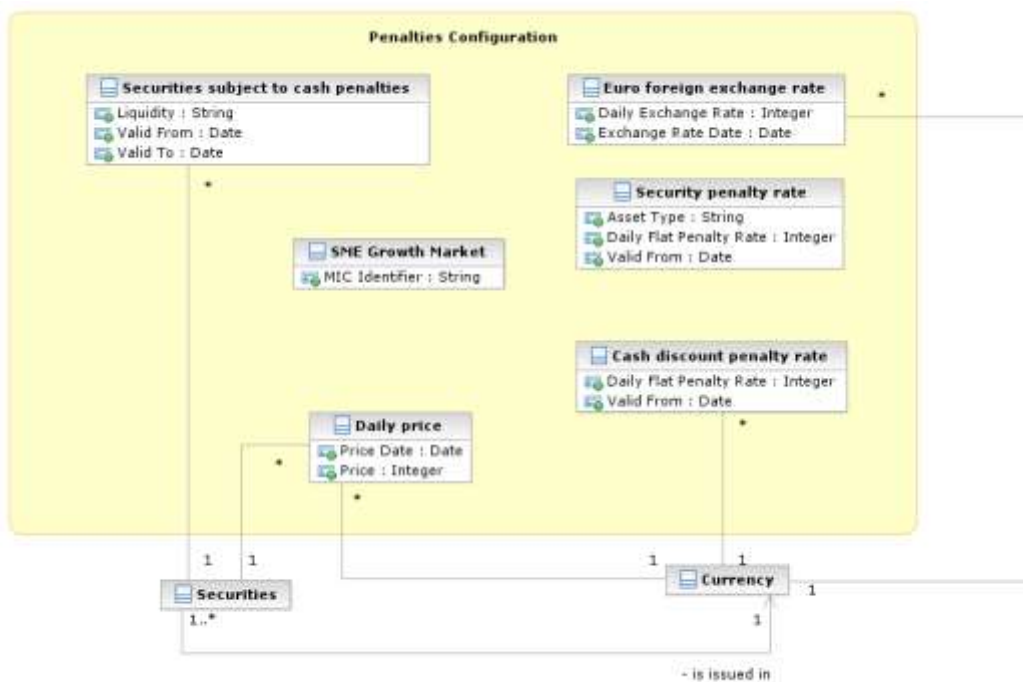 Penalties Configuration
Securities subject to cash penalties
Liquidity : String
Valid From : Date
Valid To : Date
*
Euro foreign exchange rate
Daily Exchange Rate : Integer
Exchange Rate Date : Date
*
Security penalty rate
Asset Type : String
Daily Flat Penalty Rate : Integer
Valid From : Date
SME Growth Market
MIC Identifier : String
Cash discount penalty rate
Daily Flat Penalty Rate : Integer
Valid From : Date
*
Daily price
Price Date : Date
Price : Integer
*
*
1
1
1
1
Securities
Currency
1
1..*
1
- is issued in